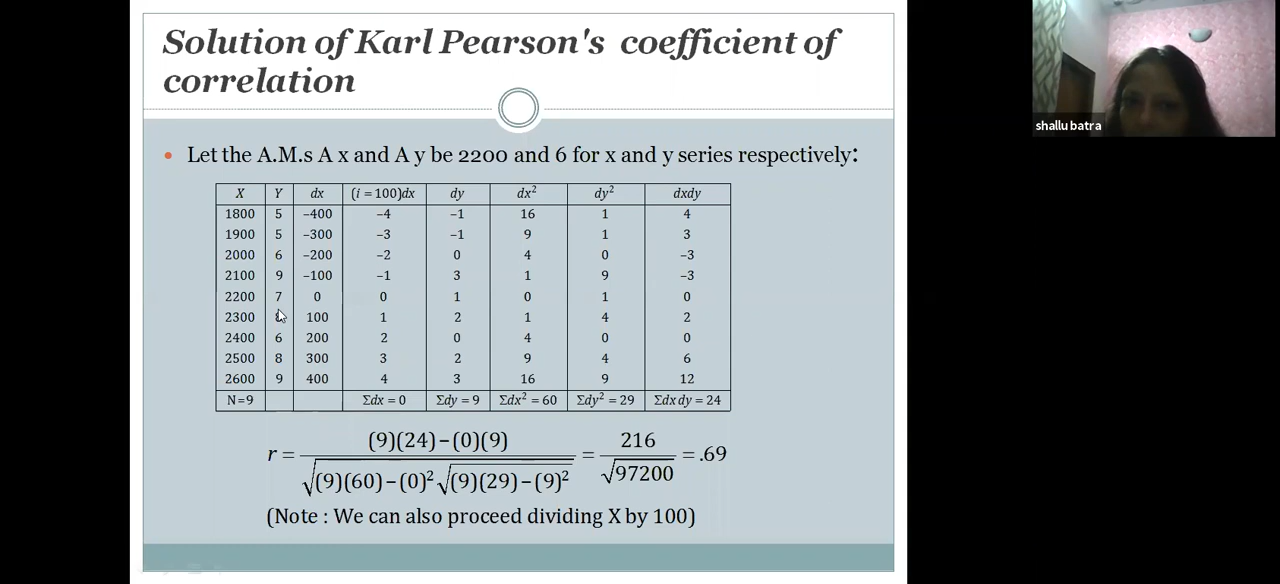 Solution of Karl Pearson's coefficient of
correlation
shallu batra
• Let the A.M.s A x and A y be 2200 and 6 for x and y series respectively:
X Y dx (i = 100)dx dy dx² dy² dxdy
1800 5 −400 −4 −1 16 1 4
1900 5 −300 −3 −1 9 1 3
2000 6 −200 −2 0 4 0 −3
2100 9 −100 −1 3 1 9 −3
2200 7 0 0 1 0 1 0
2300 100 1 2 1 4 2
2400 6 200 2 0 4 0 0
2500 8 300 3 2 9 4 6
2600 9 400 4 3 16 9 12
N=9 Σdx = 0 Σdy = 9 Σdx² = 60 Σdy² = 29 Σdxdy = 24
r = (9)(24)−(0)(9) / √(9)(60)−(0)² √(9)(29)−(9)² = 216 / √97200 = .69
(Note : We can also proceed dividing X by 100)